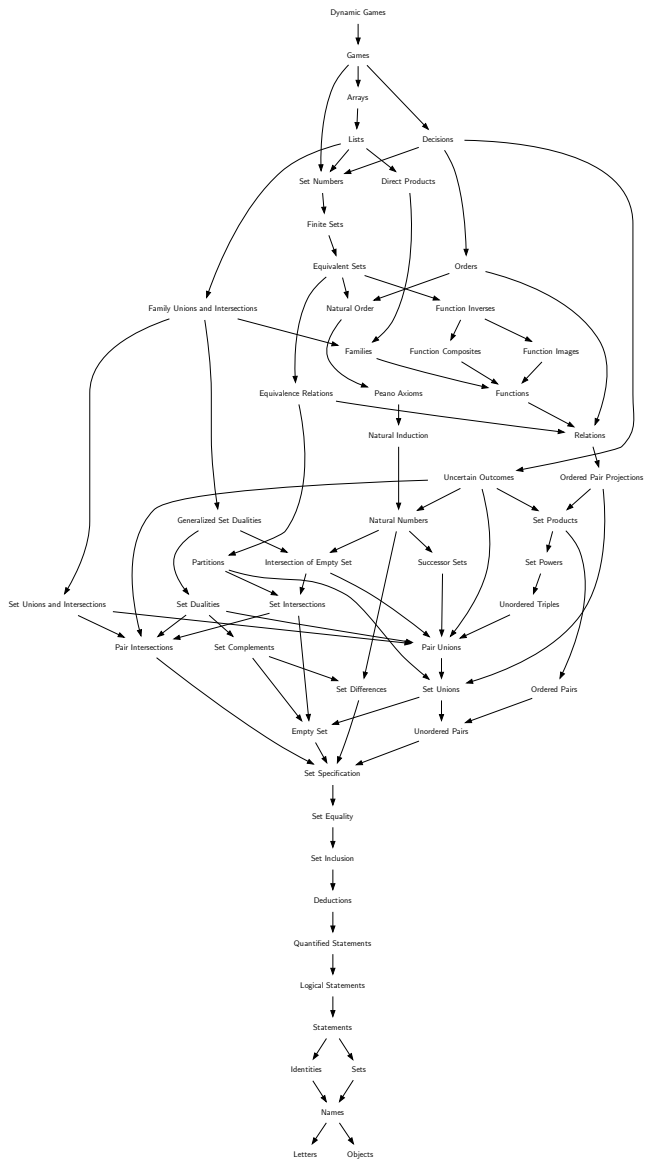 Dynamic Games
Games
Arrays
Lists
Decisions
Set Numbers
Direct Products
Finite Sets
Equivalent Sets
Orders
Family Unions and Intersections
Natural Order
Function Inverses
Families
Function Composites
Function Images
Equivalence Relations
Peano Axioms
Functions
Natural Induction
Relations
Uncertain Outcomes
Ordered Pair Projections
Generalized Set Dualities
Natural Numbers
Set Products
Partitions
Intersection of Empty Set
Successor Sets
Set Powers
Set Unions and Intersections
Set Dualities
Set Intersections
Unordered Triples
Pair Intersections
Set Complements
Pair Unions
Set Differences
Set Unions
Ordered Pairs
Empty Set
Unordered Pairs
Set Specification
Set Equality
Set Inclusion
Deductions
Quantified Statements
Logical Statements
Statements
Identities
Sets
Names
Letters
Objects